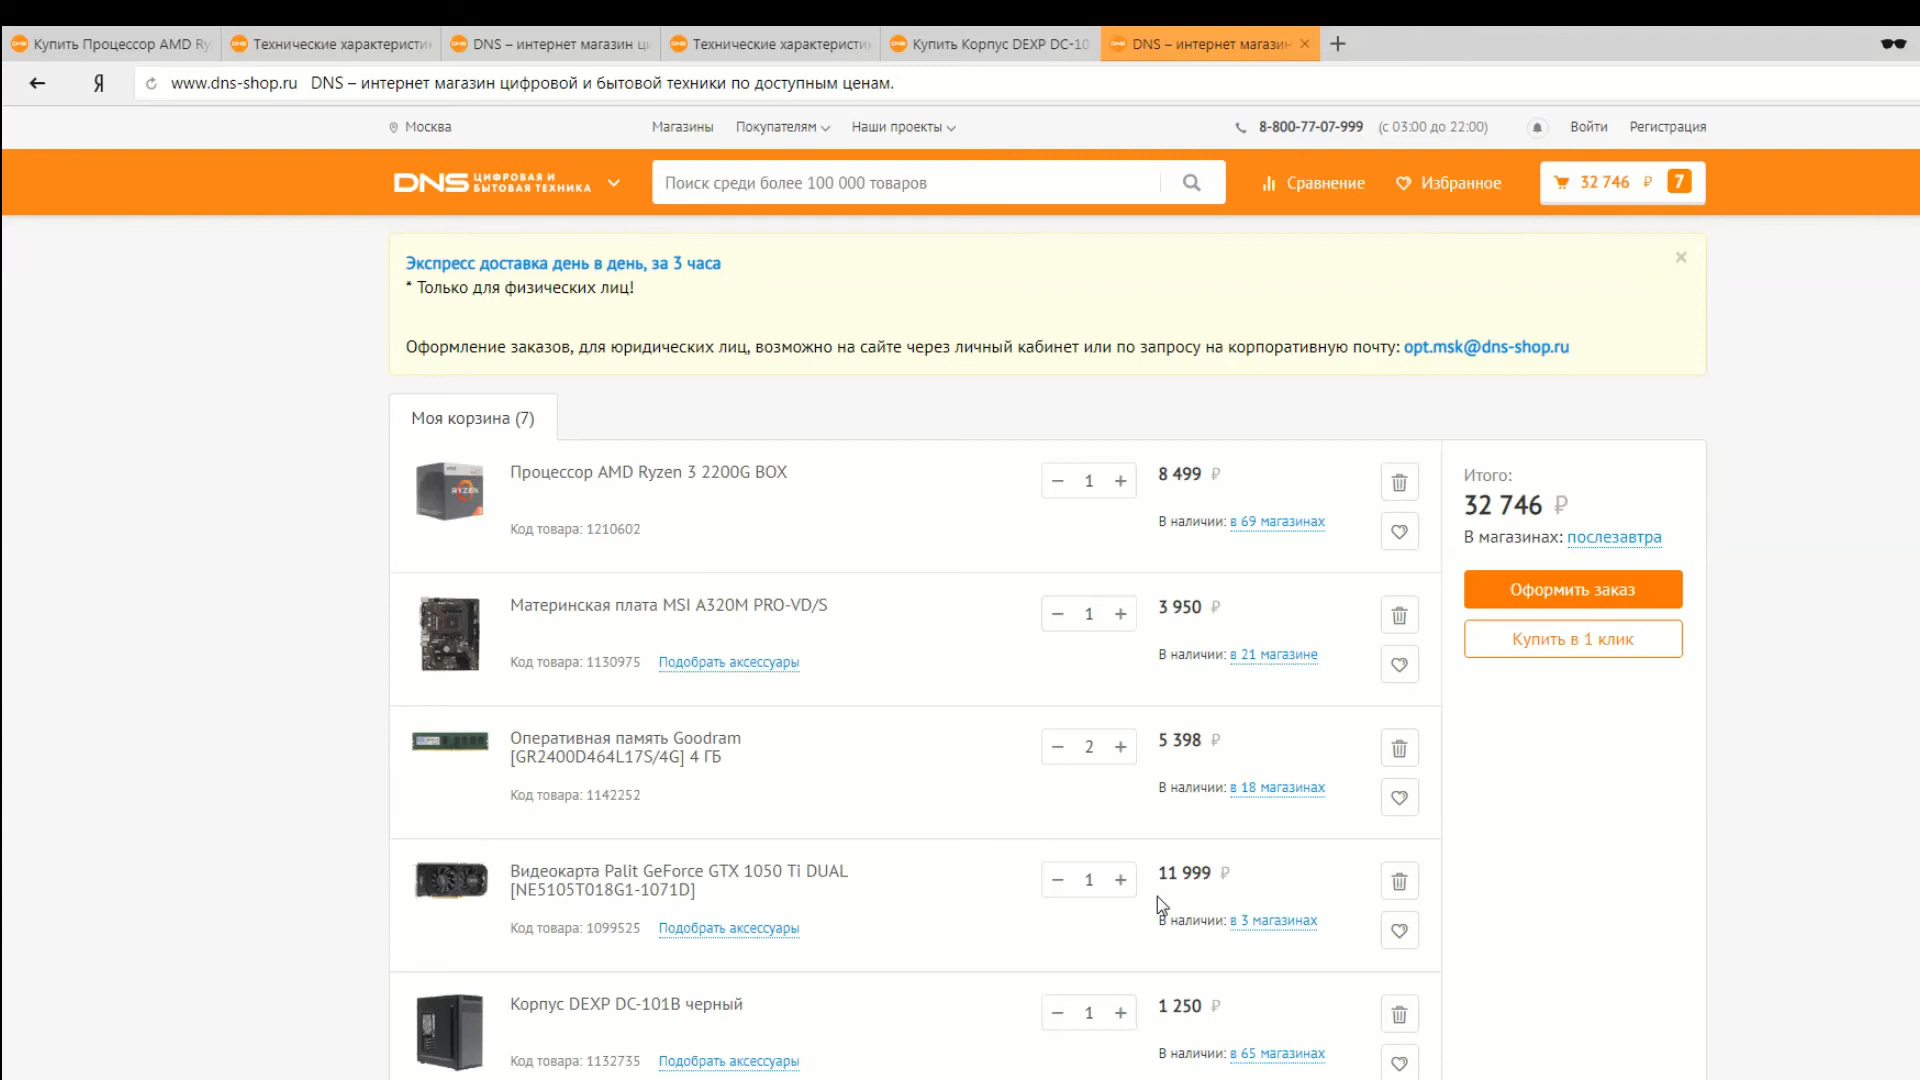 Купить Процессор AMD Ry
Технические характеристи
DNS – интернет магазин ц
Технические характеристи
Купить Корпус DEXP DC-10
DNS – интернет магазин
www.dns-shop.ru DNS – интернет магазин цифровой и бытовой техники по доступным ценам.
Москва
Магазины
Покупателям
Наши проекты
8-800-77-07-999 (с 03:00 до 22:00)
Войти
Регистрация
DNS ЦИФРОВАЯ И
БЫТОВАЯ ТЕХНИКА
Поиск среди более 100 000 товаров
Сравнение
Избранное
32 746 ₽ 7
Экспресс доставка день в день, за 3 часа
* Только для физических лиц!
Оформление заказов, для юридических лиц, возможно на сайте через личный кабинет или по запросу на корпоративную почту: opt.msk@dns-shop.ru
Моя корзина (7)
Процессор AMD Ryzen 3 2200G BOX
Код товара: 1210602
− 1 +
8 499 ₽
В наличии: в 69 магазинах
Материнская плата MSI A320M PRO-VD/S
Код товара: 1130975 Подобрать аксессуары
− 1 +
3 950 ₽
В наличии: в 21 магазине
Оперативная память Goodram
[GR2400D464L17S/4G] 4 ГБ
Код товара: 1142252
− 2 +
5 398 ₽
В наличии: в 18 магазинах
Видеокарта Palit GeForce GTX 1050 Ti DUAL
[NE5105T018G1-1071D]
Код товара: 1099525 Подобрать аксессуары
− 1 +
11 999 ₽
В наличии: в 3 магазинах
Корпус DEXP DC-101B черный
Код товара: 1132735 Подобрать аксессуары
− 1 +
1 250 ₽
В наличии: в 65 магазинах
Итого:
32 746 ₽
В магазинах: послезавтра
Оформить заказ
Купить в 1 клик